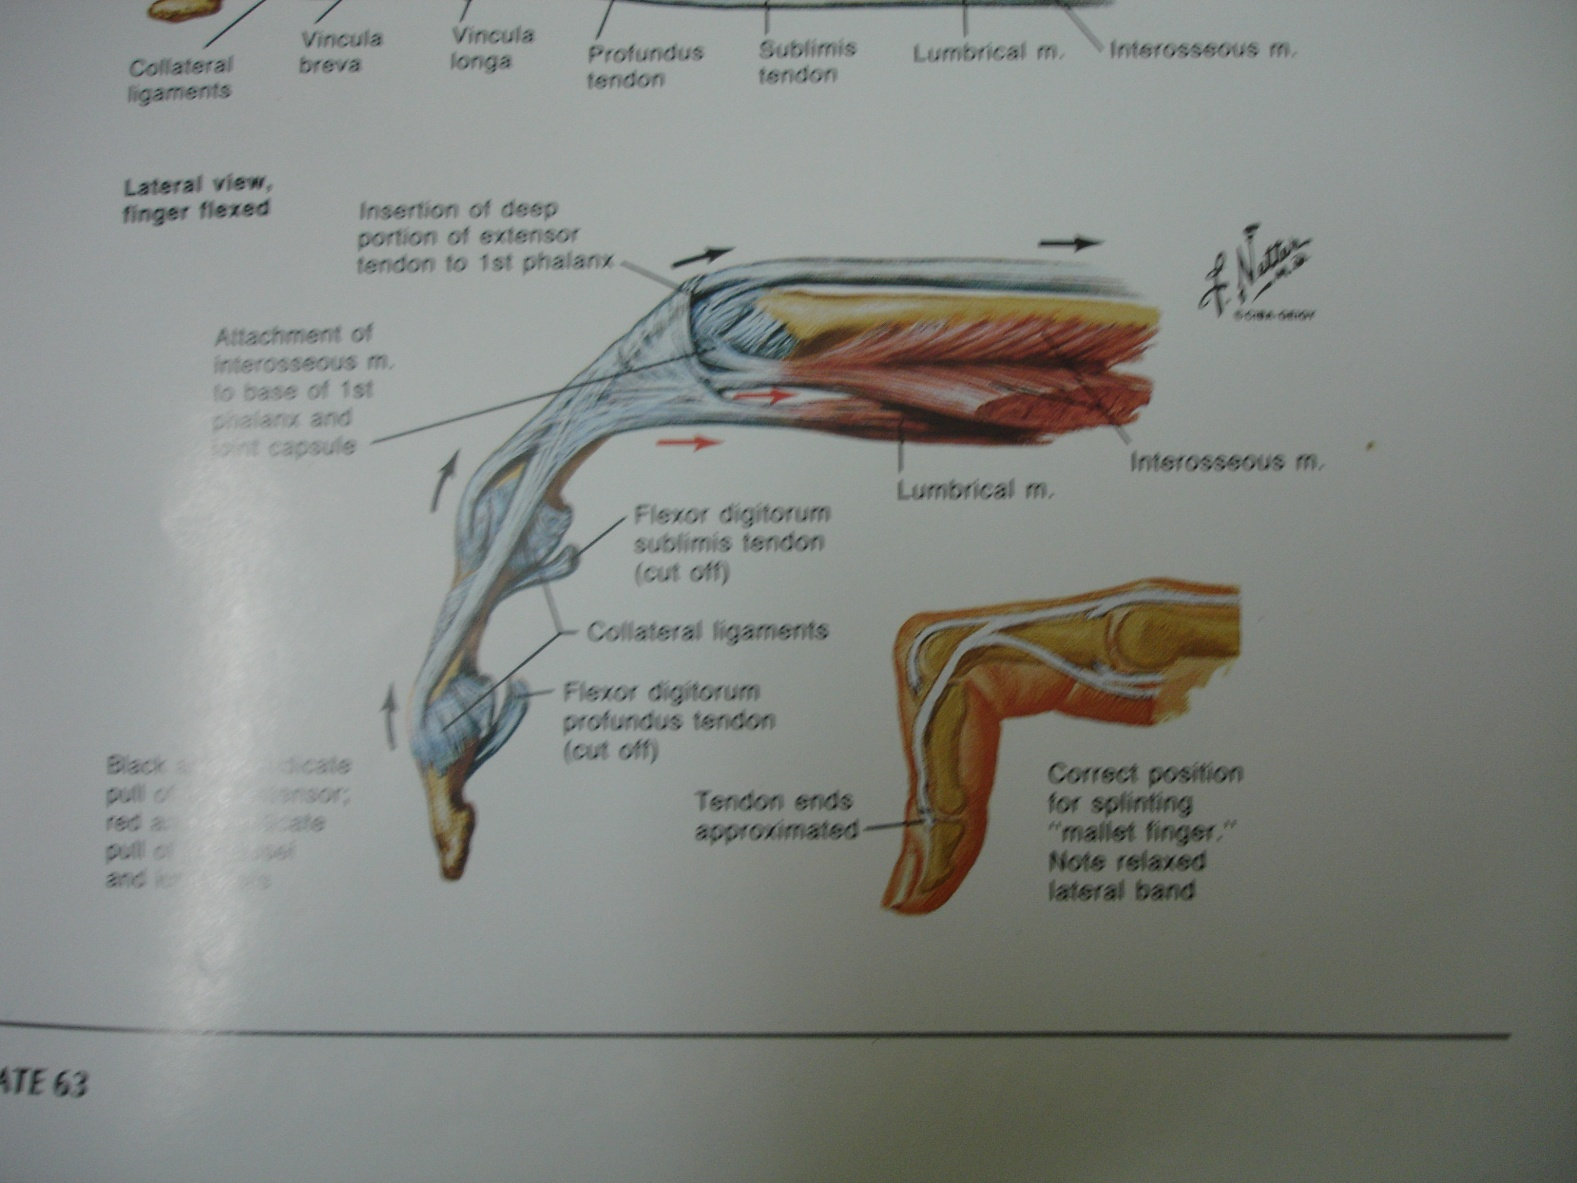 Collateral
ligaments
Vincula
breva
Vincula
longa
Profundus
tendon
Sublimis
tendon
Lumbrical m.
Interosseous m.
Lateral view,
finger flexed
Insertion of deep
portion of extensor
tendon to 1st phalanx
Attachment of
interosseous m.
to base of 1st
phalanx and
joint capsule
F. Netter
M.D.
© CIBA-GEIGY
Interosseous m.
Lumbrical m.
Flexor digitorum
sublimis tendon
(cut off)
Collateral ligaments
Flexor digitorum
profundus tendon
(cut off)
Black
pull of
red
pull of
and
Tendon ends
approximated
Correct position
for splinting
"mallet finger."
Note relaxed
lateral band
ATE 63